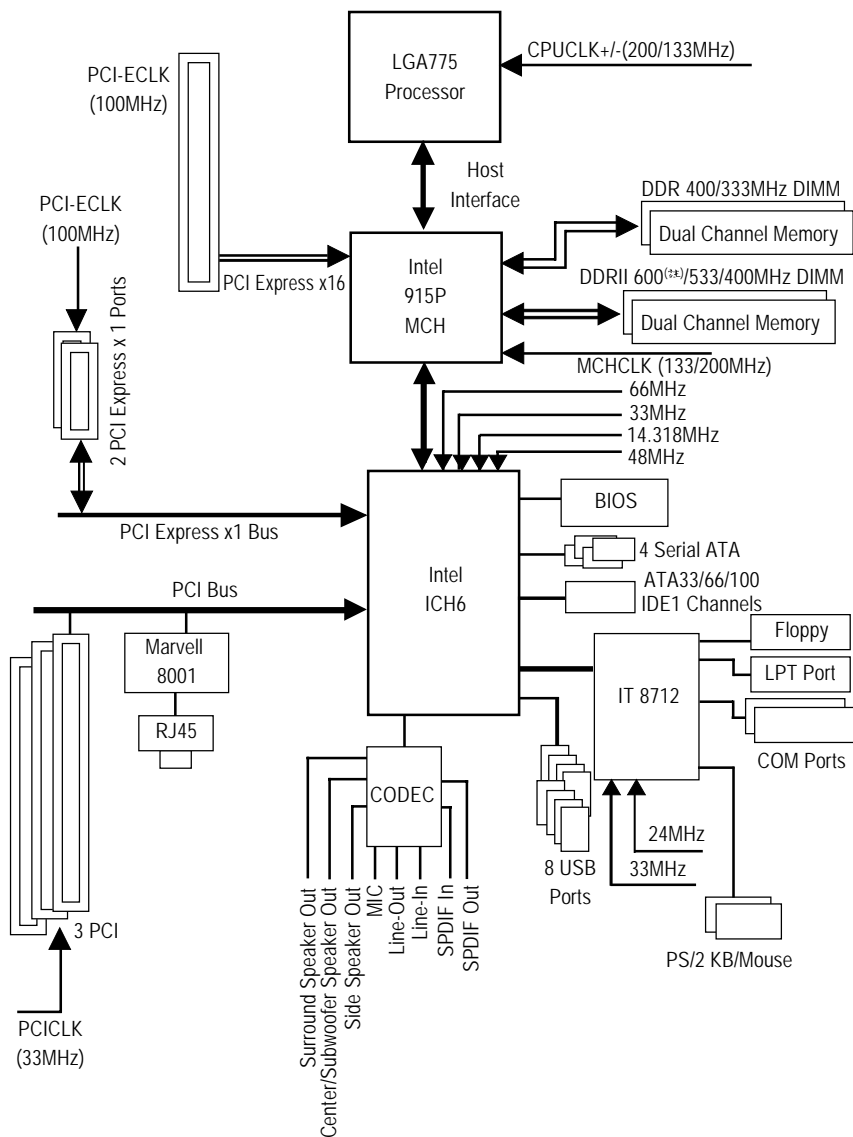 LGA775
Processor
CPUCLK+/-(200/133MHz)
PCI-ECLK
(100MHz)
Host
Interface
PCI-ECLK
(100MHz)
DDR 400/333MHz DIMM
Dual Channel Memory
Intel
915P
MCH
PCI Express x16
DDRII 600 /533/400MHz DIMM
Dual Channel Memory
MCHCLK (133/200MHz)
2 PCI Express x 1 Ports
66MHz
33MHz
14.318MHz
48MHz
PCI Express x1 Bus
BIOS
4 Serial ATA
Intel
ICH6
ATA33/66/100
IDE1 Channels
PCI Bus
Marvell
8001
RJ45
IT 8712
Floppy
LPT Port
COM Ports
CODEC
24MHz
33MHz
8 USB
Ports
PS/2 KB/Mouse
Surround Speaker Out
Center/Subwoofer Speaker Out
Side Speaker Out
MIC
Line-Out
Line-In
SPDIF In
SPDIF Out
3 PCI
PCICLK
(33MHz)